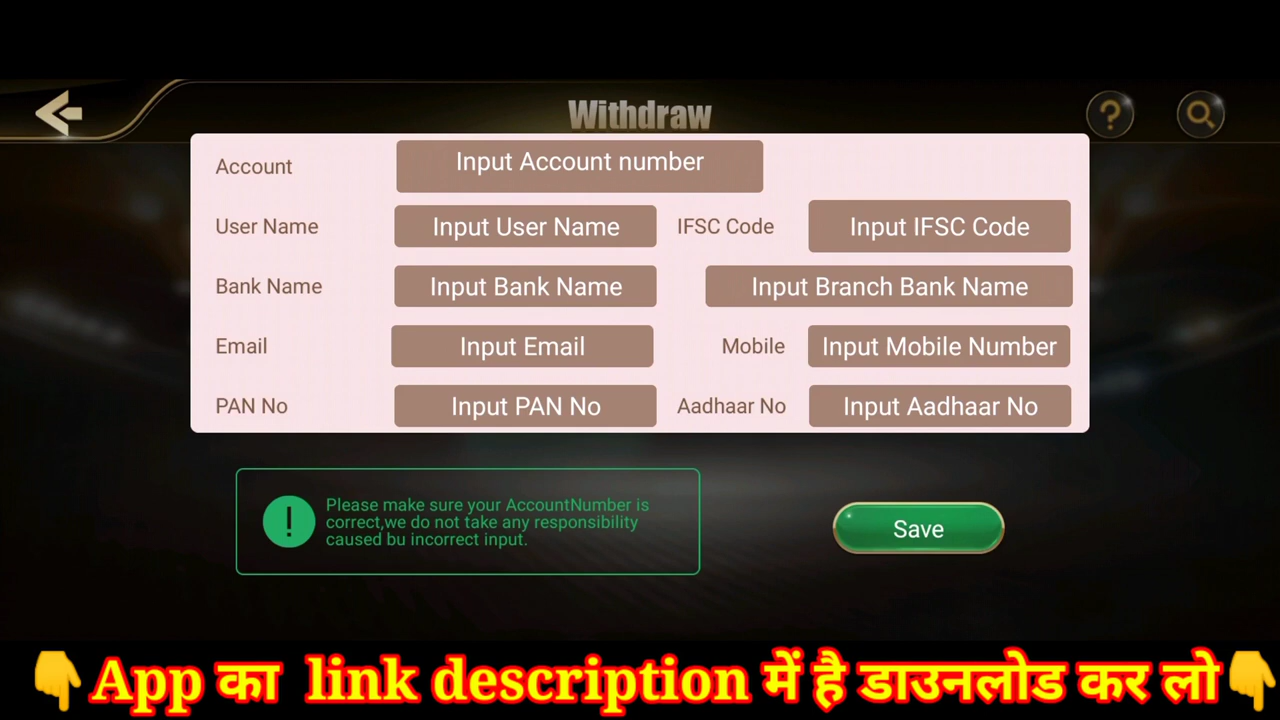 Withdraw
Account Input Account number
User Name Input User Name IFSC Code Input IFSC Code
Bank Name Input Bank Name Input Branch Bank Name
Email Input Email Mobile Input Mobile Number
PAN No Input PAN No Aadhaar No Input Aadhaar No
Please make sure your AccountNumber is
correct,we do not take any responsibility
caused bu incorrect input.
Save
👇App का link description में है डाउनलोड कर लो👇